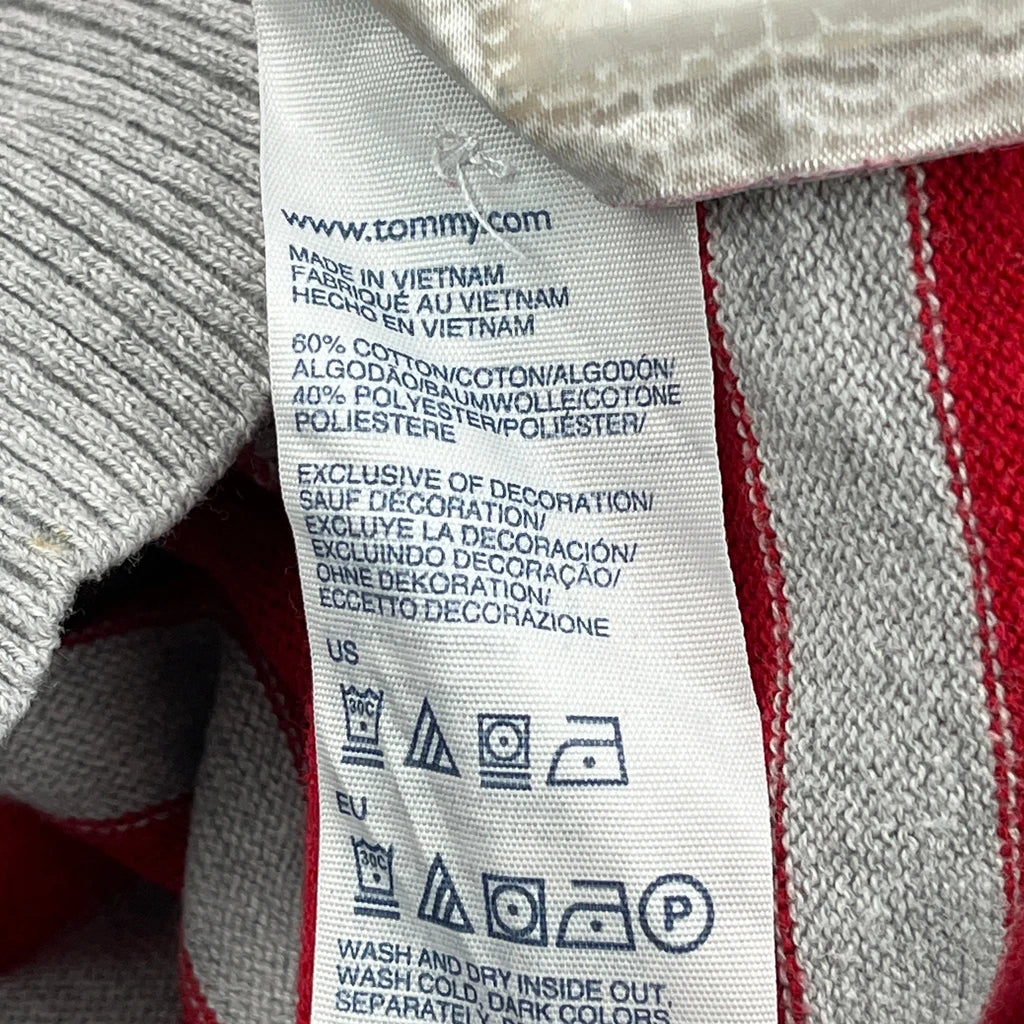 www.tommy.com
MADE IN VIETNAM
FABRIQUÉ AU VIETNAM
HECHO EN VIETNAM
60% COTTON/COTON/ALGODÓN/
ALGODÃO/BAUMWOLLE/COTONE
40% POLYESTER/POLIÉSTER/
POLIESTERE
EXCLUSIVE OF DECORATION/
SAUF DÉCORATION/
EXCLUYE LA DECORACIÓN/
EXCLUINDO DECORAÇÃO/
OHNE DEKORATION/
ECCETTO DECORAZIONE
US
30C
EU
30C
P
WASH AND DRY INSIDE OUT,
WASH COLD, DARK COLORS
SEPARATELY,